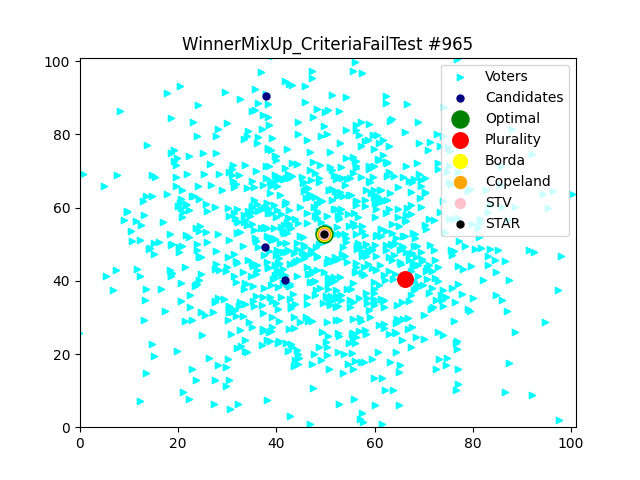 WinnerMixUp_CriteriaFailTest #965
100
80
60
40
20
0
0
20
40
60
80
100
Voters
Candidates
Optimal
Plurality
Borda
Copeland
STV
STAR